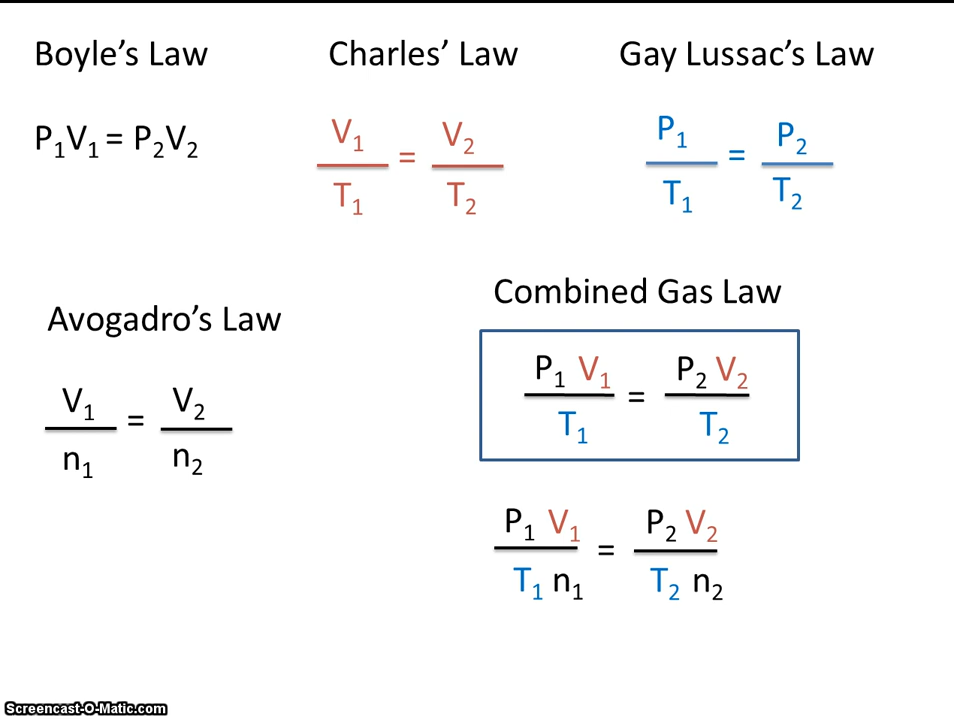 Boyle’s Law
P₁V₁ = P₂V₂
Charles’ Law
V₁ / T₁ = V₂ / T₂
Gay Lussac’s Law
P₁ / T₁ = P₂ / T₂
Avogadro’s Law
V₁ / n₁ = V₂ / n₂
Combined Gas Law
P₁ V₁ / T₁ = P₂ V₂ / T₂
P₁ V₁ / T₁ n₁ = P₂ V₂ / T₂ n₂
Screencast-O-Matic.com